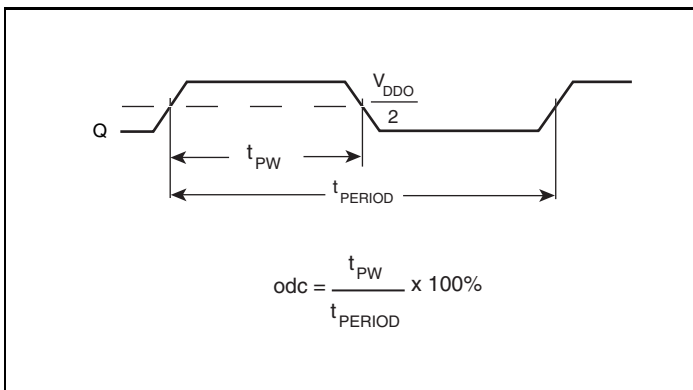 V_DDO
2
Q
t_PW
t_PERIOD
odc = t_PW / t_PERIOD x 100%